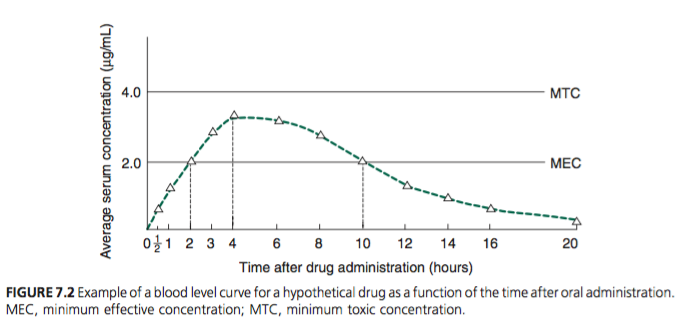 Average serum concentration (µg/mL)
4.0
MTC
2.0
MEC
0 ½ 1 2 3 4 6 8 10 12 14 16 20
Time after drug administration (hours)
FIGURE 7.2 Example of a blood level curve for a hypothetical drug as a function of the time after oral administration.
MEC, minimum effective concentration; MTC, minimum toxic concentration.